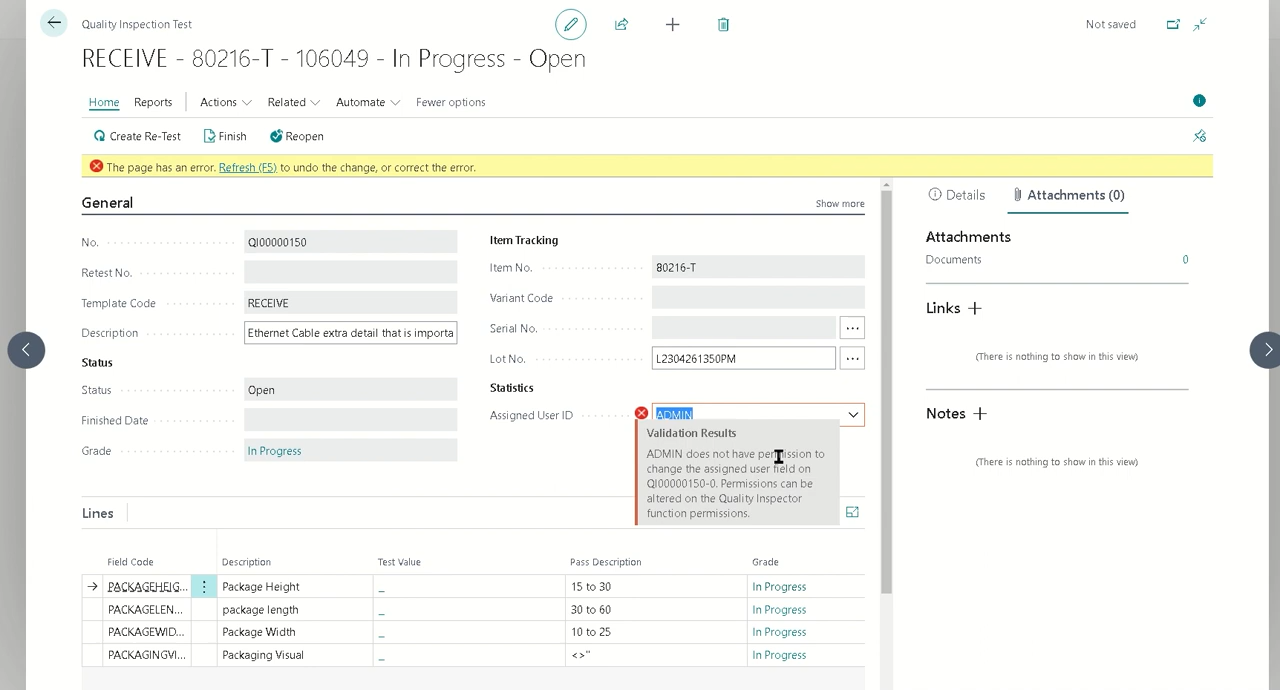 Quality Inspection Test
Not saved
RECEIVE - 80216-T - 106049 - In Progress - Open
Home Reports Actions Related Automate Fewer options
Create Re-Test Finish Reopen
The page has an error. Refresh (F5) to undo the change, or correct the error.
General
Show more
No.
QI00000150
Retest No.
Template Code
RECEIVE
Description
Ethernet Cable extra detail that is importa
Status
Status
Open
Finished Date
Grade
In Progress
Item Tracking
Item No.
80216-T
Variant Code
Serial No.
Lot No.
L2304261350PM
Statistics
Assigned User ID
ADMIN
Validation Results
ADMIN does not have permission to
change the assigned user field on
QI00000150-0. Permissions can be
altered on the Quality Inspector
function permissions.
Details
Attachments (0)
Attachments
Documents 0
Links
(There is nothing to show in this view)
Notes
(There is nothing to show in this view)
Lines
Field Code Description Test Value Pass Description Grade
PACKAGEHEIG... Package Height _ 15 to 30 In Progress
PACKAGELEN... package length _ 30 to 60 In Progress
PACKAGEWID... Package Width _ 10 to 25 In Progress
PACKAGINGVI... Packaging Visual _ <>'' In Progress